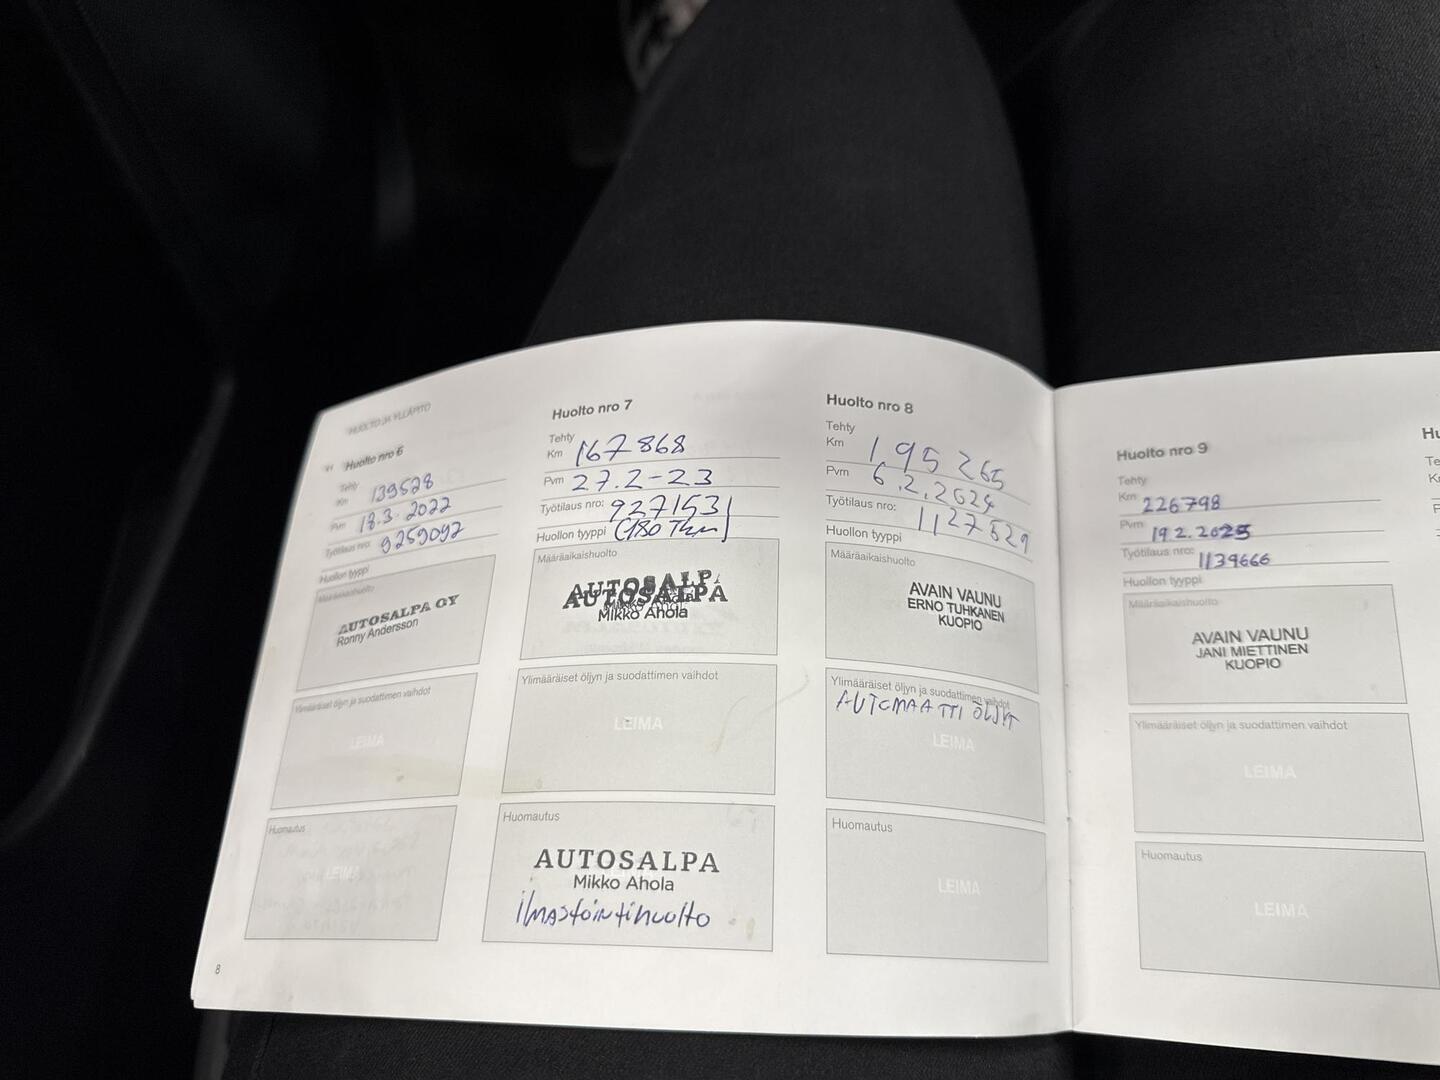 HUOLTO JA YLLÄPITO
Huolto nro 6
Tehty
Km 139528
Pvm 18.3.2022
Työtilaus nro: 9259092
Huollon tyyppi
Määräaikaishuolto
AUTOSALPA OY
Ronny Andersson
Ylimääräiset öljyn ja suodattimen vaihdot
LEIMA
Huomautus
LEIMA
8
Huolto nro 7
Tehty
Km 167868
Pvm 27.2-23
Työtilaus nro: 9271531
Huollon tyyppi (180 Tkm)
Määräaikaishuolto
AUTOSALPA
AUTOSALPA
Mikko Ahola
Ylimääräiset öljyn ja suodattimen vaihdot
LEIMA
Huomautus
AUTOSALPA
Mikko Ahola
ilmastointihuolto
Huolto nro 8
Tehty
Km 195265
Pvm 6.2.2024
Työtilaus nro: 1127529
Huollon tyyppi
Määräaikaishuolto
AVAIN VAUNU
ERNO TUHKANEN
KUOPIO
Ylimääräiset öljyn ja suodattimen vaihdot
AUTOMAATTI ÖLJYT
LEIMA
Huomautus
LEIMA
Huolto nro 9
Tehty
Km 226798
Pvm 19.2.2025
Työtilaus nro: 1139666
Huollon tyyppi
Määräaikaishuolto
AVAIN VAUNU
JANI MIETTINEN
KUOPIO
Ylimääräiset öljyn ja suodattimen vaihdot
LEIMA
Huomautus
LEIMA